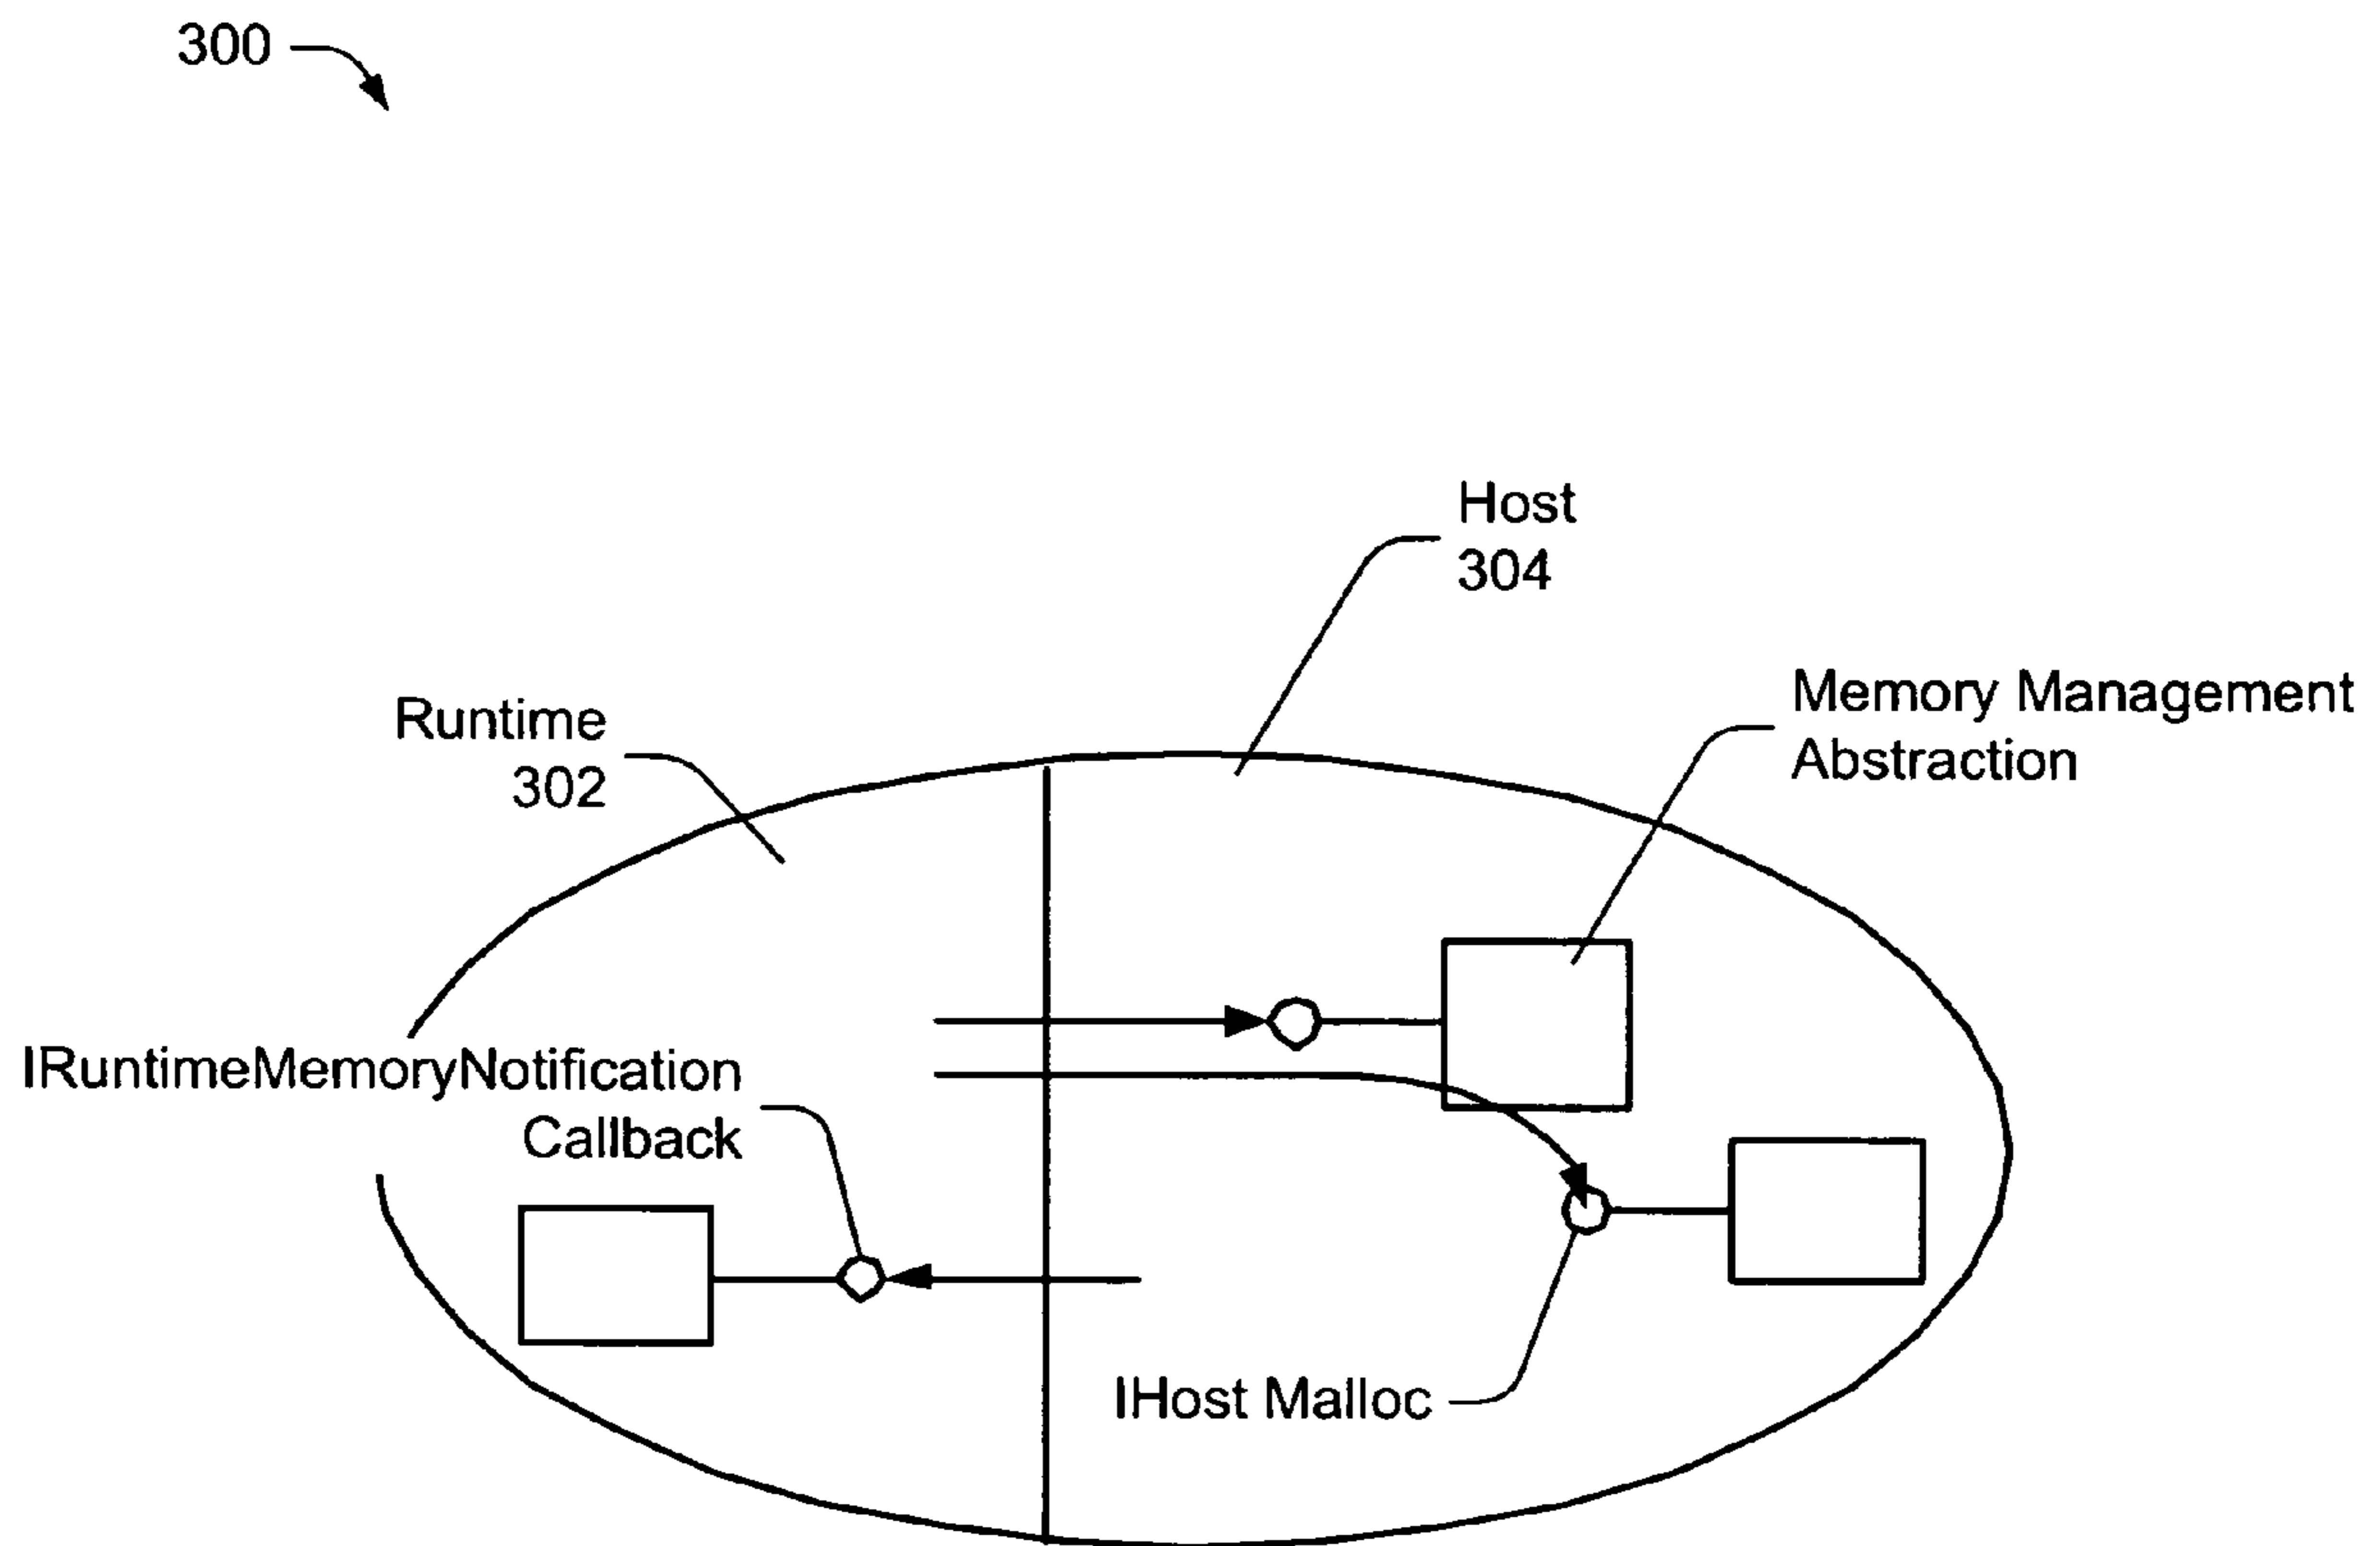 300
Host
304
Runtime
302
Memory Management
Abstraction
IRuntimeMemoryNotification
Callback
IHost Malloc